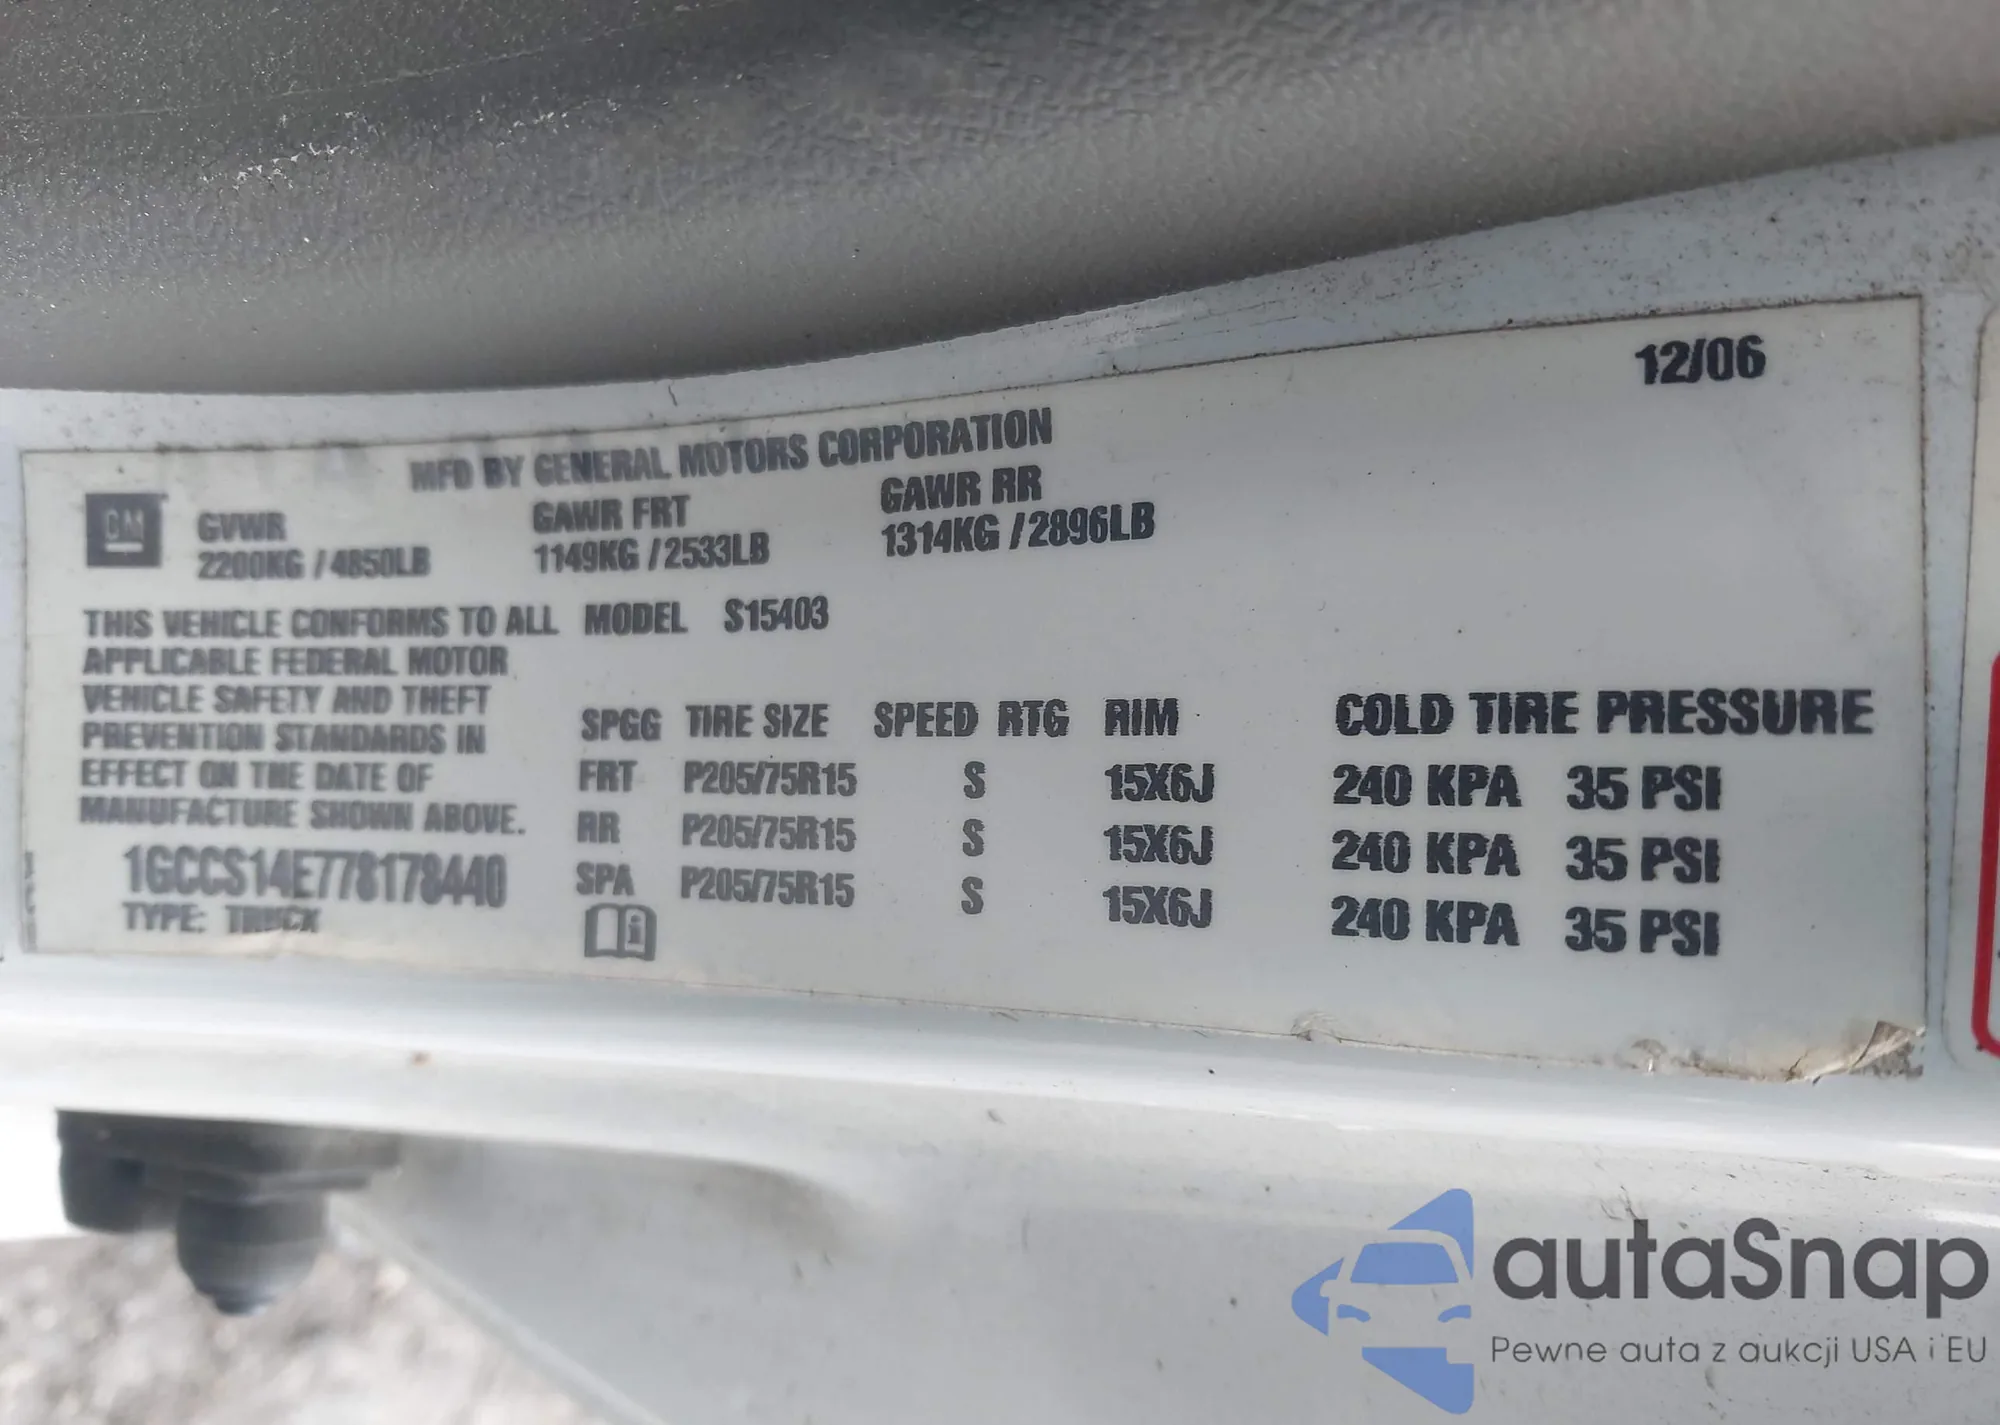 12/06
MFD BY GENERAL MOTORS CORPORATION
GM
GVWR GAWR FRT GAWR RR
2200KG / 4850LB 1149KG / 2533LB 1314KG / 2896LB
THIS VEHICLE CONFORMS TO ALL
APPLICABLE FEDERAL MOTOR
VEHICLE SAFETY AND THEFT
PREVENTION STANDARDS IN
EFFECT ON THE DATE OF
MANUFACTURE SHOWN ABOVE.
1GCCS14E778178440
TYPE: TRUCK
MODEL S15403
SPGG TIRE SIZE SPEED RTG RIM COLD TIRE PRESSURE
FRT P205/75R15 S 15X6J 240 KPA 35 PSI
RR P205/75R15 S 15X6J 240 KPA 35 PSI
SPA P205/75R15 S 15X6J 240 KPA 35 PSI
autaSnap
Pewne auta z aukcji USA i EU